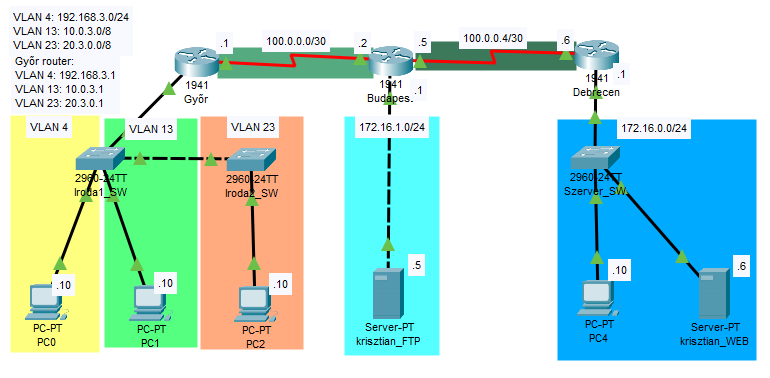 VLAN 4: 192.168.3.0/24
VLAN 13: 10.0.3.0/8
VLAN 23: 20.3.0.0/8
Győr router:
VLAN 4: 192.168.3.1
VLAN 13: 10.0.3.1
VLAN 23: 20.3.0.1
.1
100.0.0.0/30
.2
.5
100.0.0.4/30
.6
1941
Győr
1941
Budapes.
.1
1941
Debrecen
.1
VLAN 4
VLAN 13
VLAN 23
172.16.1.0/24
172.16.0.0/24
2960-24TT
Iroda1_SW
2960-24TT
Iroda2_SW
2960-24TT
Szerver_SW
.10
PC-PT
PC0
.10
PC-PT
PC1
.10
PC-PT
PC2
.5
Server-PT
krisztian_FTP
.10
PC-PT
PC4
.6
Server-PT
krisztian_WEB